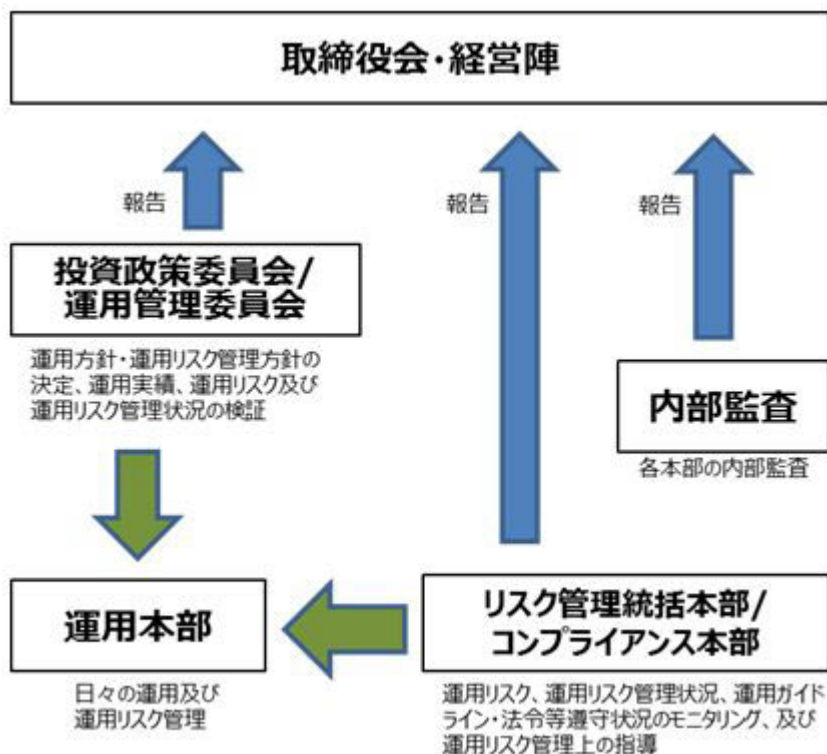 取締役会・経営陣
報告
報告
報告
投資政策委員会/
運用管理委員会
運用方針・運用リスク管理方針の
決定、運用実績、運用リスク及び
運用リスク管理状況の検証
内部監査
各本部の内部監査
運用本部
日々の運用及び
運用リスク管理
リスク管理統括本部/
コンプライアンス本部
運用リスク、運用リスク管理状況、運用ガイド
ライン・法令等遵守状況のモニタリング、及び
運用リスク管理上の指導